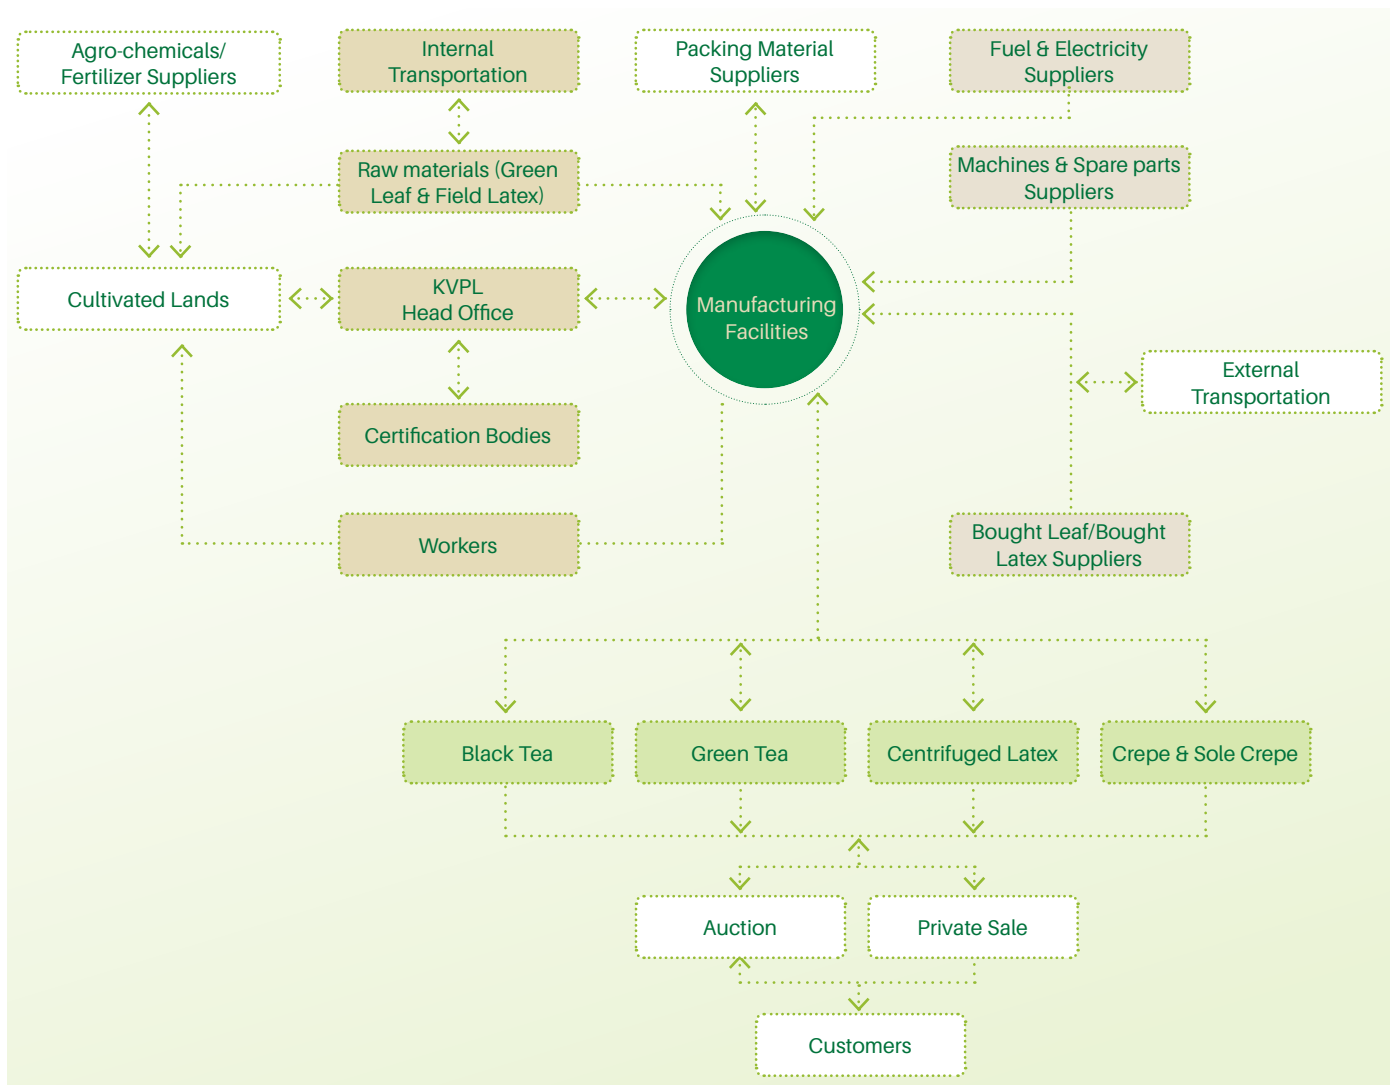 Agro-chemicals/
Fertilizer Suppliers
Internal
Transportation
Packing Material
Suppliers
Fuel & Electricity
Suppliers
Raw materials (Green
Leaf & Field Latex)
Machines & Spare parts
Suppliers
Cultivated Lands
KVPL
Head Office
Manufacturing
Facilities
External
Transportation
Certification Bodies
Workers
Bought Leaf/Bought
Latex Suppliers
Black Tea
Green Tea
Centrifuged Latex
Crepe & Sole Crepe
Auction
Private Sale
Customers